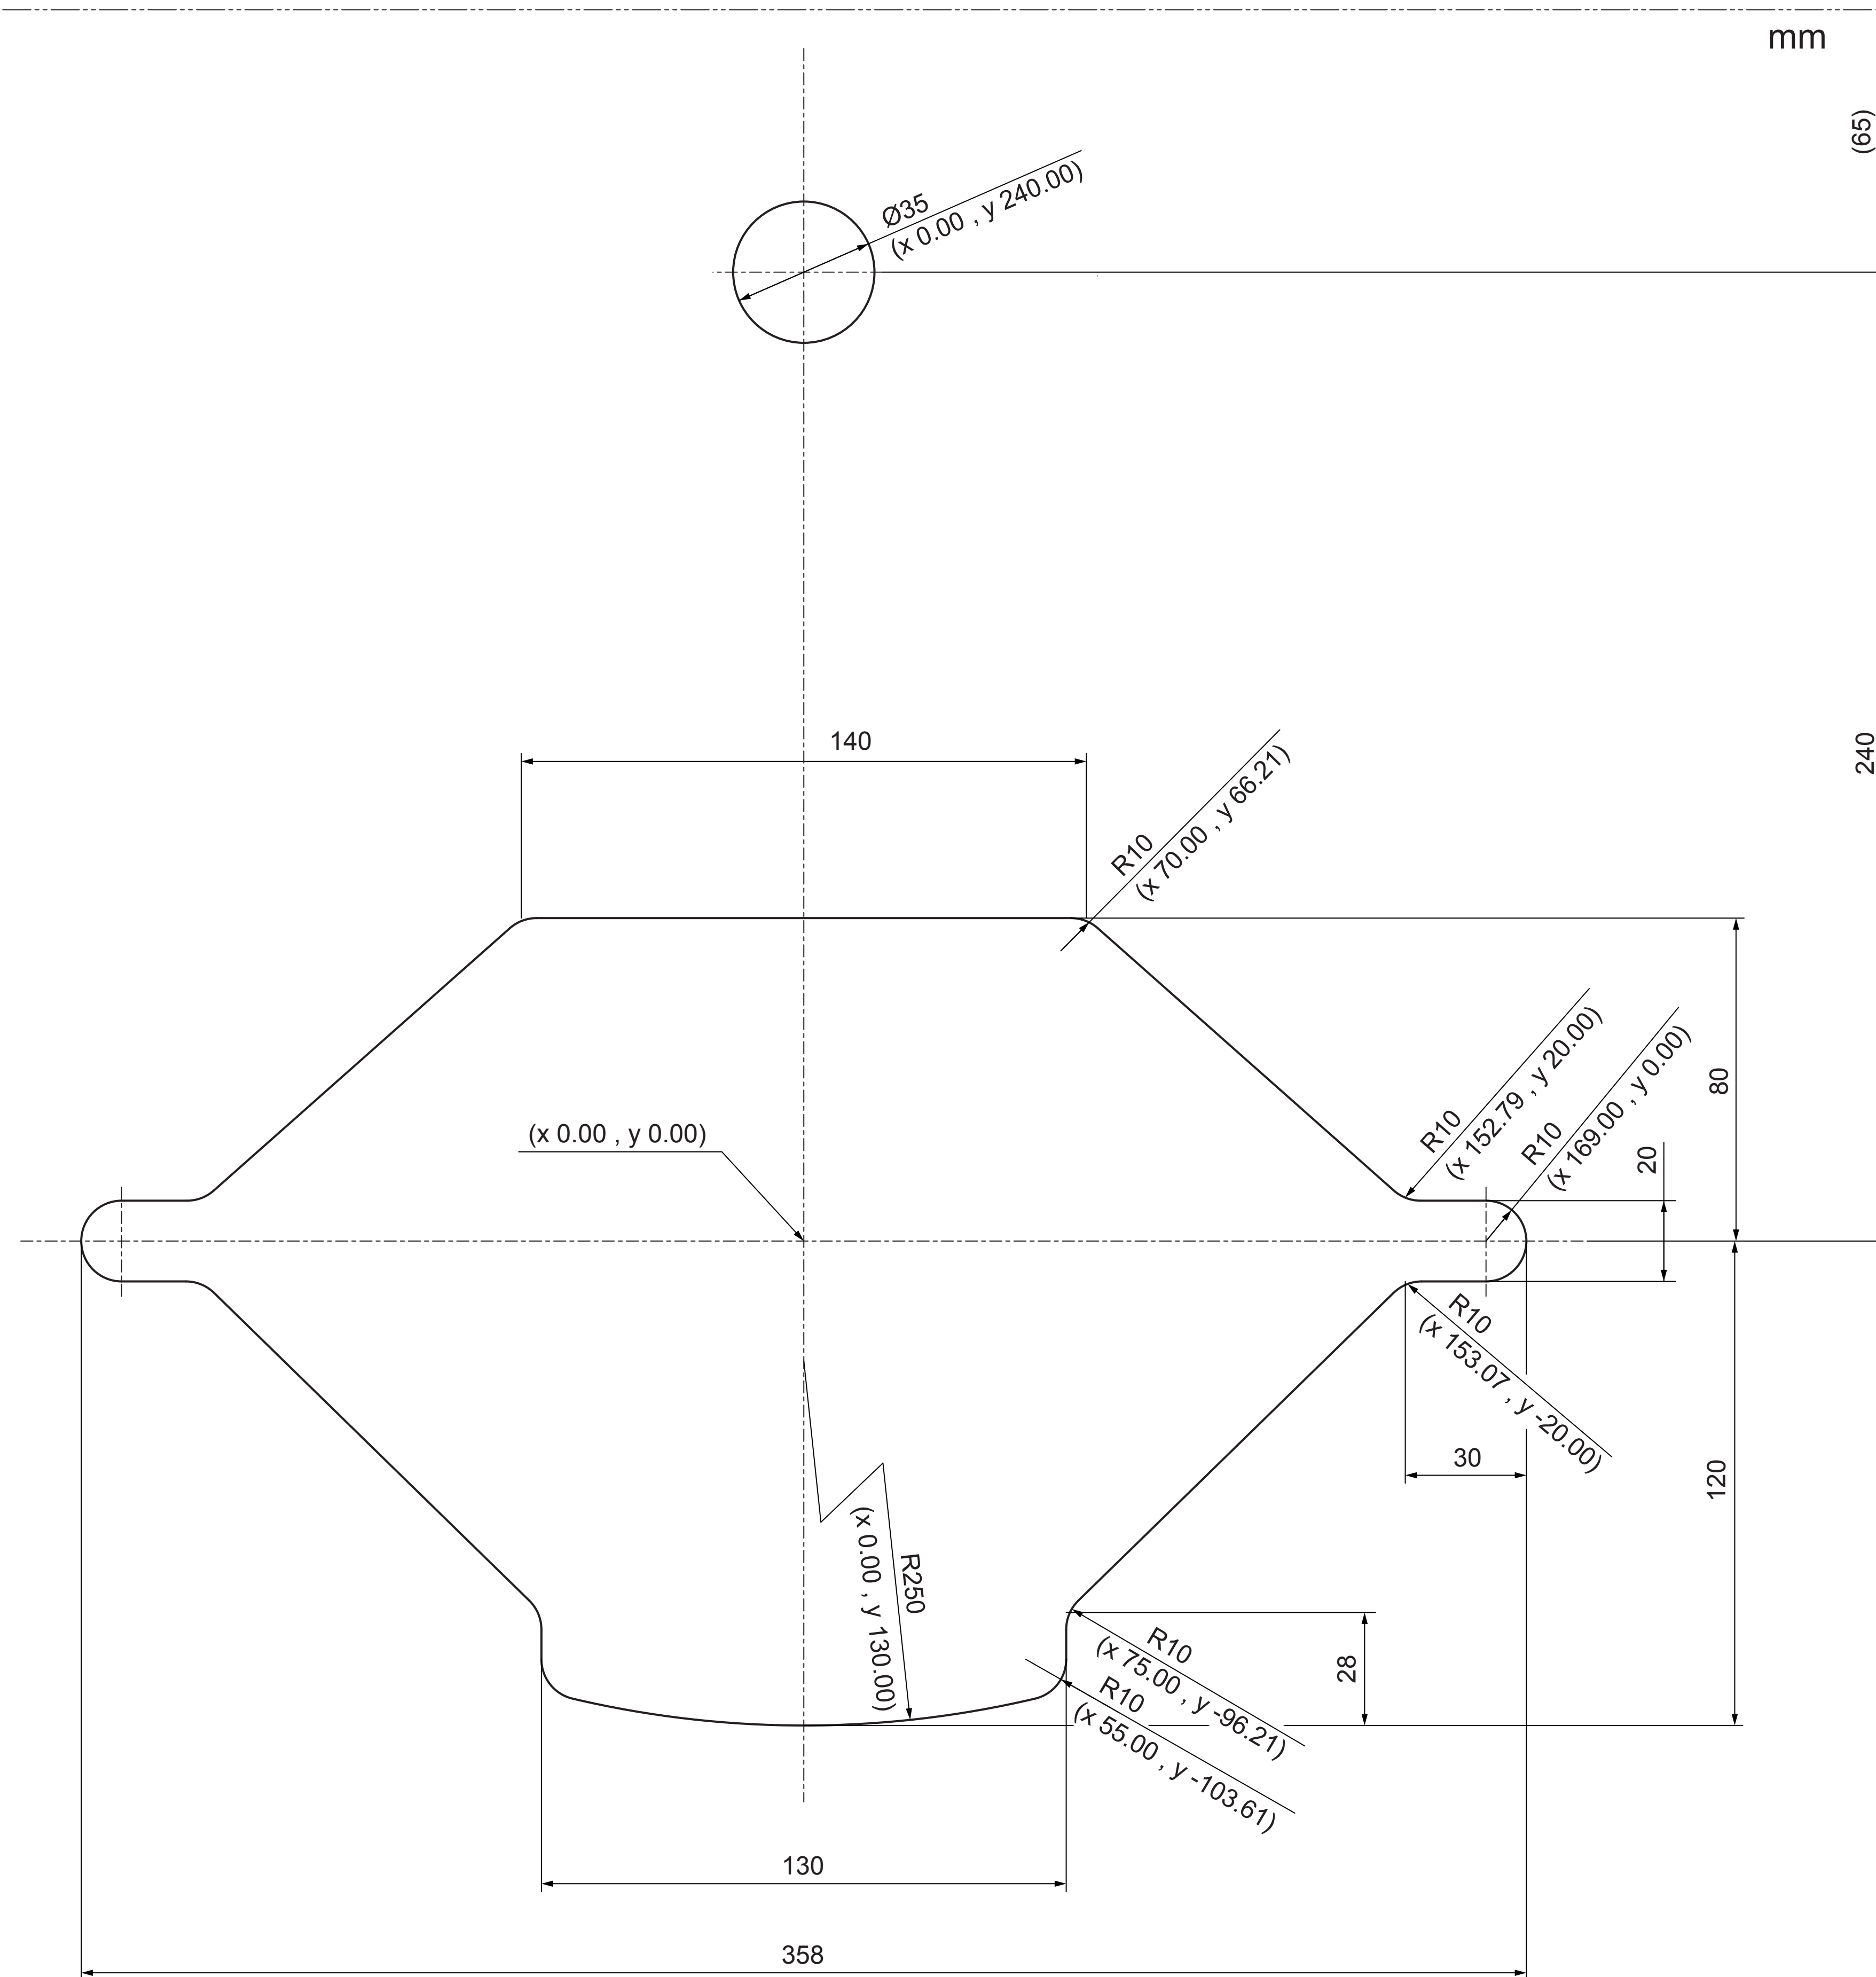 mm
(65)
Ø35
(x 0.00 , y 240.00)
140
240
R10
(x 70.00 , y 66.21)
80
R10
(x 152.79 , y 20.00)
R10
(x 169.00 , y 0.00)
20
(x 0.00 , y 0.00)
R10
(x 153.07 , y -20.00)
30
120
R250
(x 0.00 , y 130.00)
R10
(x 75.00 , y -96.21)
28
R10
(x 55.00 , y -103.61)
130
358